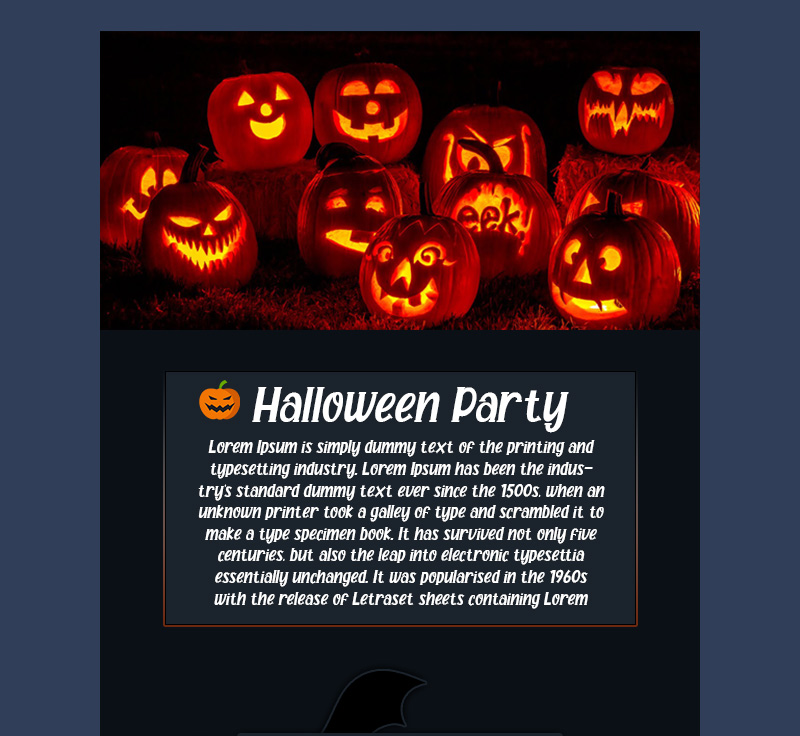 eek!
Halloween Party
Lorem Ipsum is simply dummy text of the printing and
typesetting industry. Lorem Ipsum has been the indus-
try's standard dummy text ever since the 1500s, when an
unknown printer took a galley of type and scrambled it to
make a type specimen book. It has survived not only five
centuries, but also the leap into electronic typesettia
essentially unchanged. It was popularised in the 1960s
with the release of Letraset sheets containing Lorem